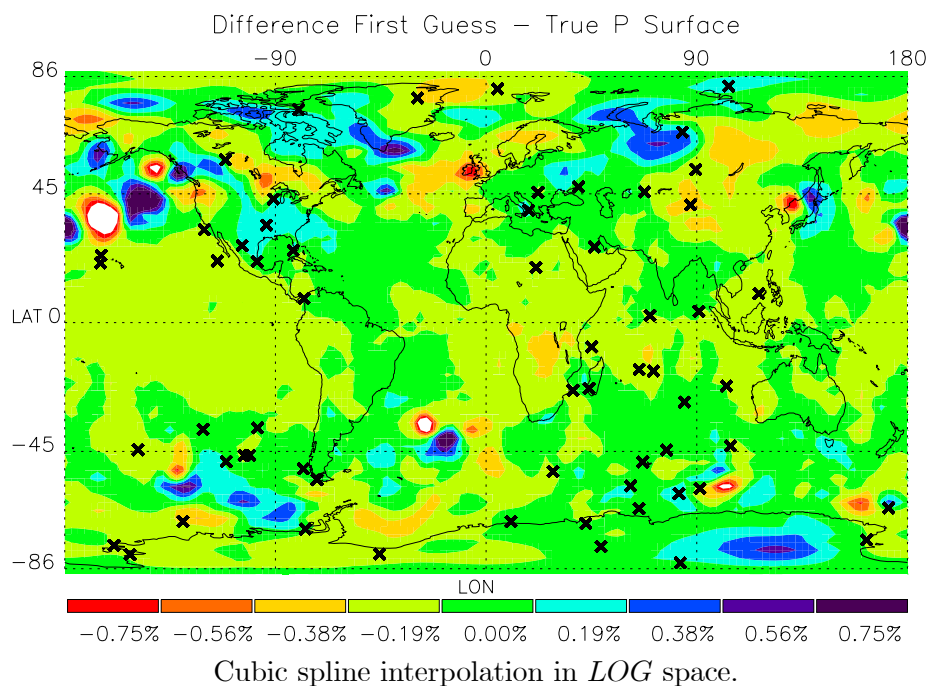 Difference First Guess − True P Surface
−90 0 90 180
86
45
LAT 0
−45
−86
LON
−0.75% −0.56% −0.38% −0.19% 0.00% 0.19% 0.38% 0.56% 0.75%
Cubic spline interpolation in LOG space.